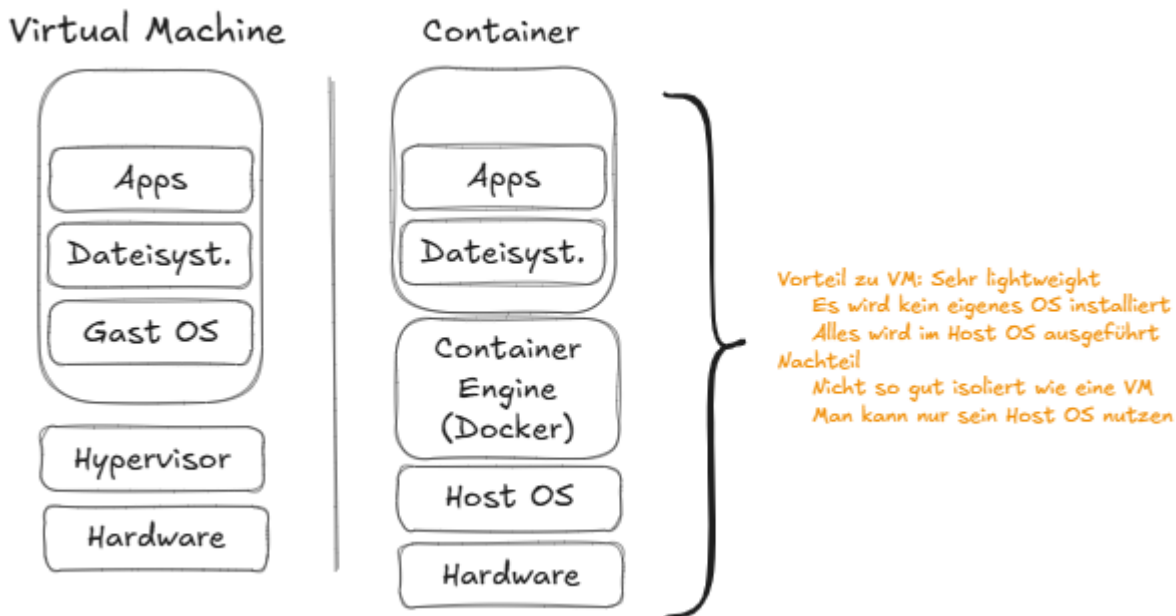 Virtual Machine
Apps
Dateisyst.
Gast OS
Hypervisor
Hardware
Container
Apps
Dateisyst.
Container
Engine
(Docker)
Host OS
Hardware
Vorteil zu VM: Sehr lightweight
Es wird kein eigenes OS installiert
Alles wird im Host OS ausgeführt
Nachteil
Nicht so gut isoliert wie eine VM
Man kann nur sein Host OS nutzen